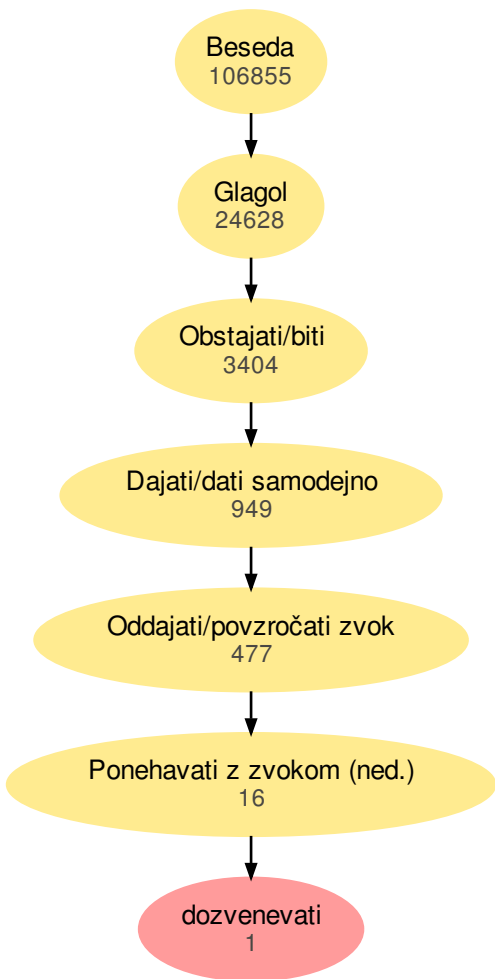 Beseda
106855
Glagol
24628
Obstajati/biti
3404
Dajati/dati samodejno
949
Oddajati/povzročati zvok
477
Ponehavati z zvokom (ned.)
16
dozvenevati
1